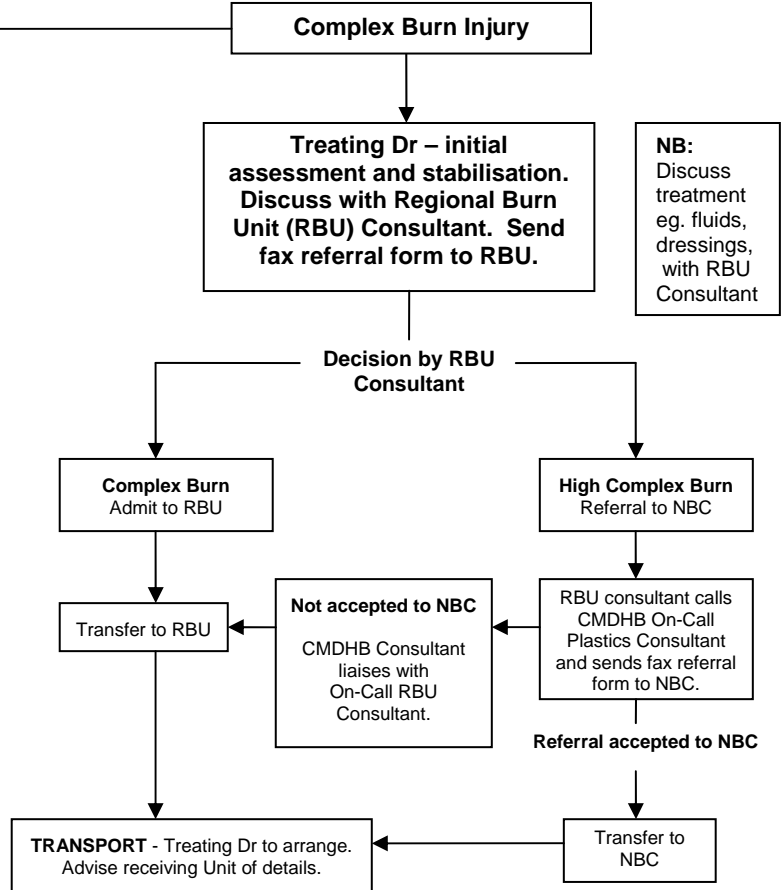 Complex Burn Injury
Treating Dr – initial
assessment and stabilisation.
Discuss with Regional Burn
Unit (RBU) Consultant.  Send
fax referral form to RBU.
NB:
Discuss
treatment
eg. fluids,
dressings,
with RBU
Consultant
Decision by RBU
Consultant
Complex Burn
Admit to RBU
High Complex Burn
Referral to NBC
Transfer to RBU
Not accepted to NBC
CMDHB Consultant
liaises with
On-Call RBU
Consultant.
RBU consultant calls
CMDHB On-Call
Plastics Consultant
and sends fax referral
form to NBC.
Referral accepted to NBC
TRANSPORT - Treating Dr to arrange.
Advise receiving Unit of details.
Transfer to
NBC